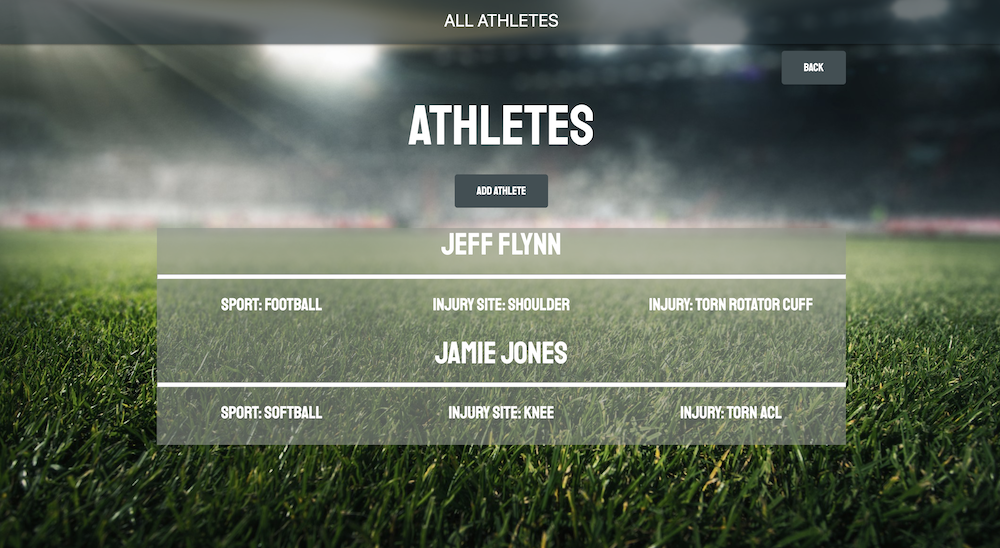 ALL ATHLETES
BACK
ATHLETES
ADD ATHLETE
JEFF FLYNN
SPORT: FOOTBALL INJURY SITE: SHOULDER INJURY: TORN ROTATOR CUFF
JAMIE JONES
SPORT: SOFTBALL INJURY SITE: KNEE INJURY: TORN ACL